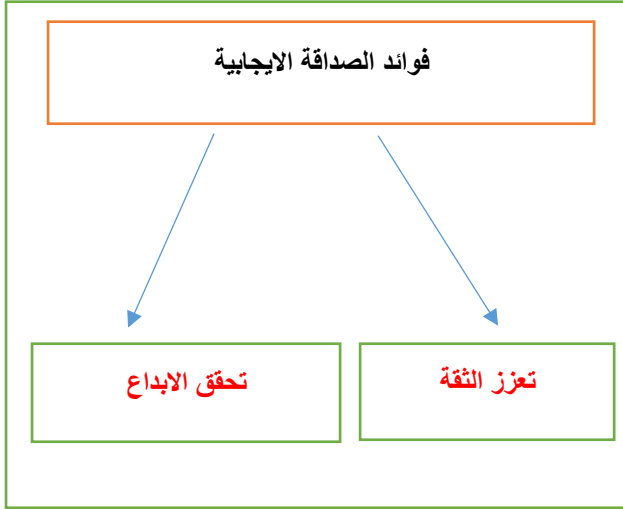 فوائد الصداقة الايجابية
تعزز الثقة
تحقق الابداع